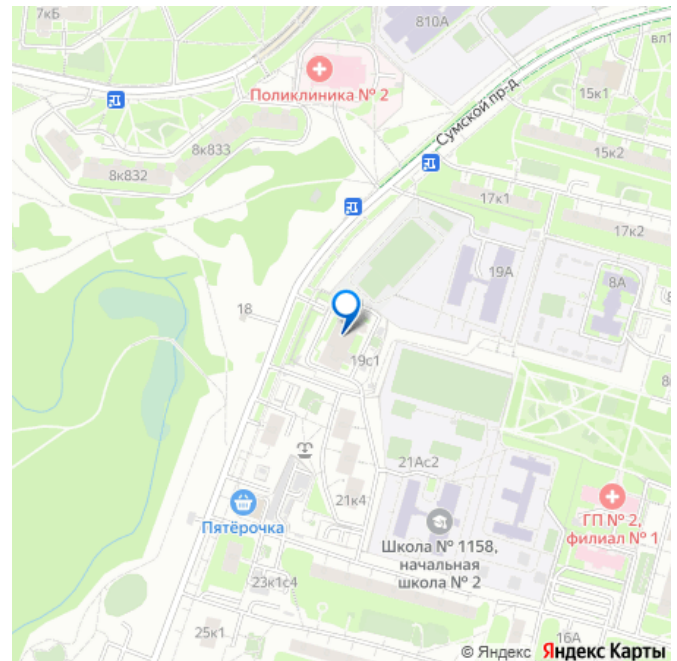 7кБ
810А
вл1
Поликлиника № 2
Сумской пр-д
15к1
8к833
15к2
8к832
17к1
17к2
19А
8А
18
19с1
21Ас2
21к4
ГП № 2,
филиал № 1
Пятёрочка
Школа № 1158,
начальная
школа № 2
23к1с4
25к1
16А
© Яндекс Яндекс Карты